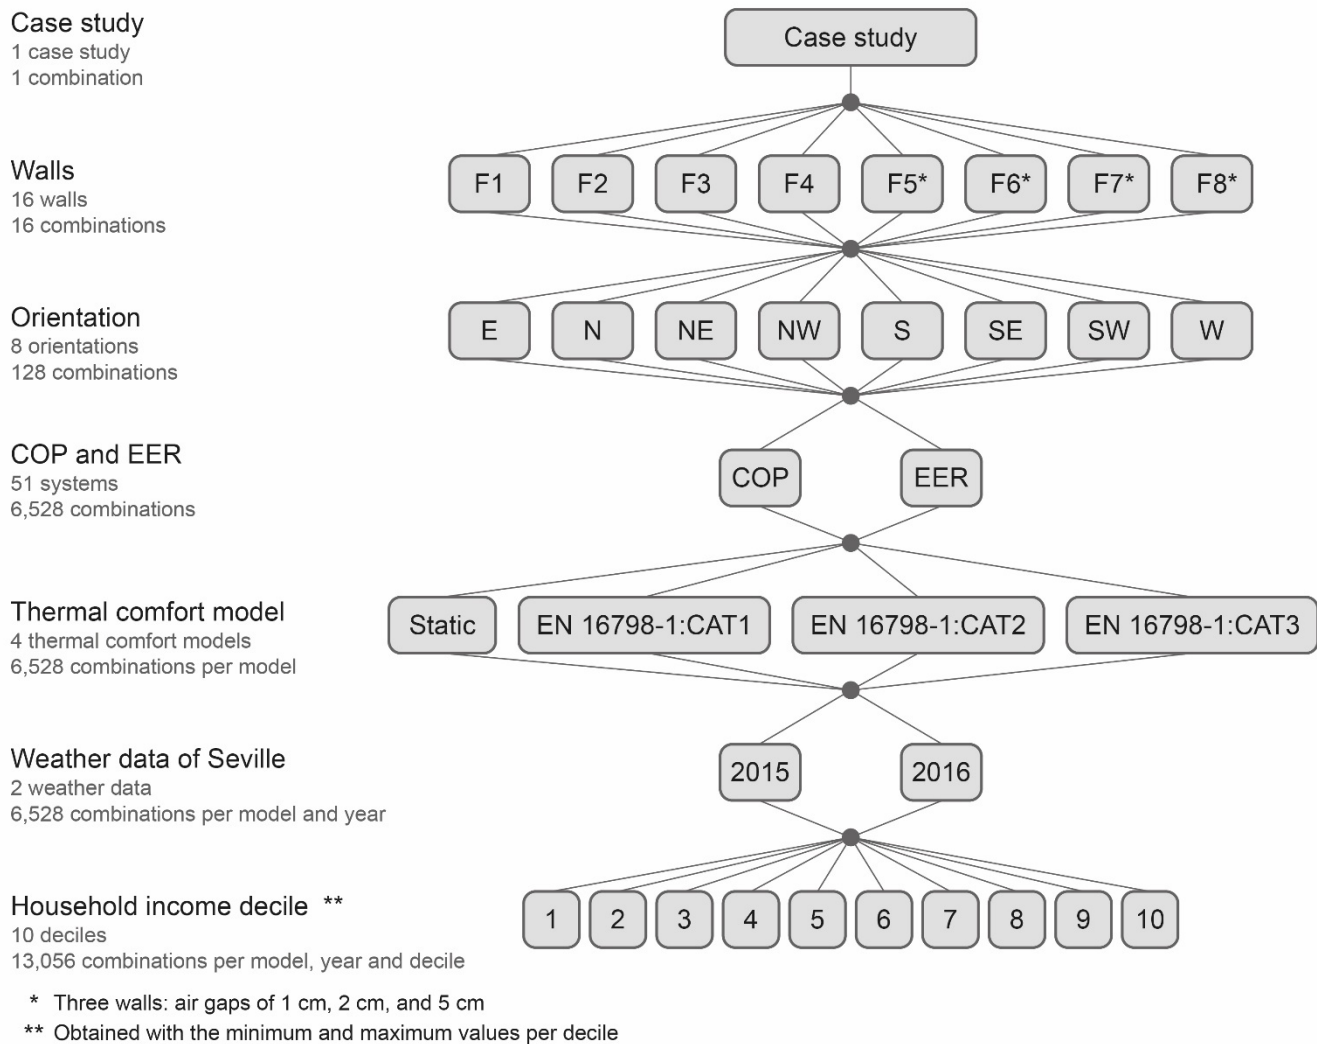 Case study
1 case study
1 combination
Case study
Walls
16 walls
16 combinations
F1 F2 F3 F4 F5* F6* F7* F8*
Orientation
8 orientations
128 combinations
E N NE NW S SE SW W
COP and EER
51 systems
6,528 combinations
COP EER
Thermal comfort model
4 thermal comfort models
6,528 combinations per model
Static EN 16798-1:CAT1 EN 16798-1:CAT2 EN 16798-1:CAT3
Weather data of Seville
2 weather data
6,528 combinations per model and year
2015 2016
Household income decile **
10 deciles
13,056 combinations per model, year and decile
1 2 3 4 5 6 7 8 9 10
* Three walls: air gaps of 1 cm, 2 cm, and 5 cm
** Obtained with the minimum and maximum values per decile